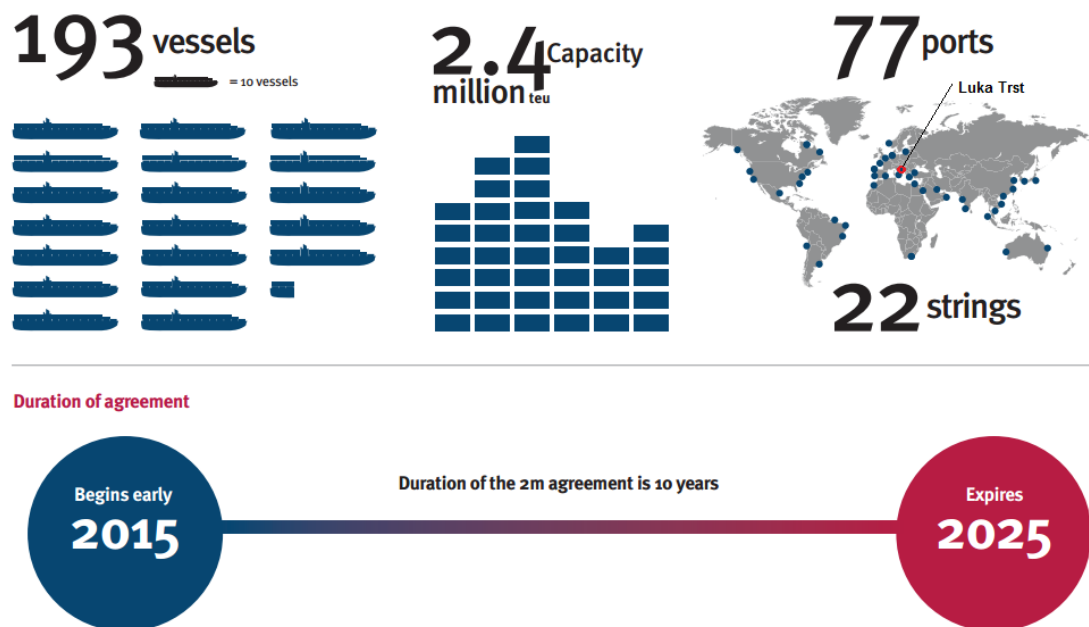 193 vessels
= 10 vessels
2.4 Capacity
million teu
77 ports
Luka Trst
22 strings
Duration of agreement
Begins early
2015
Duration of the 2m agreement is 10 years
Expires
2025